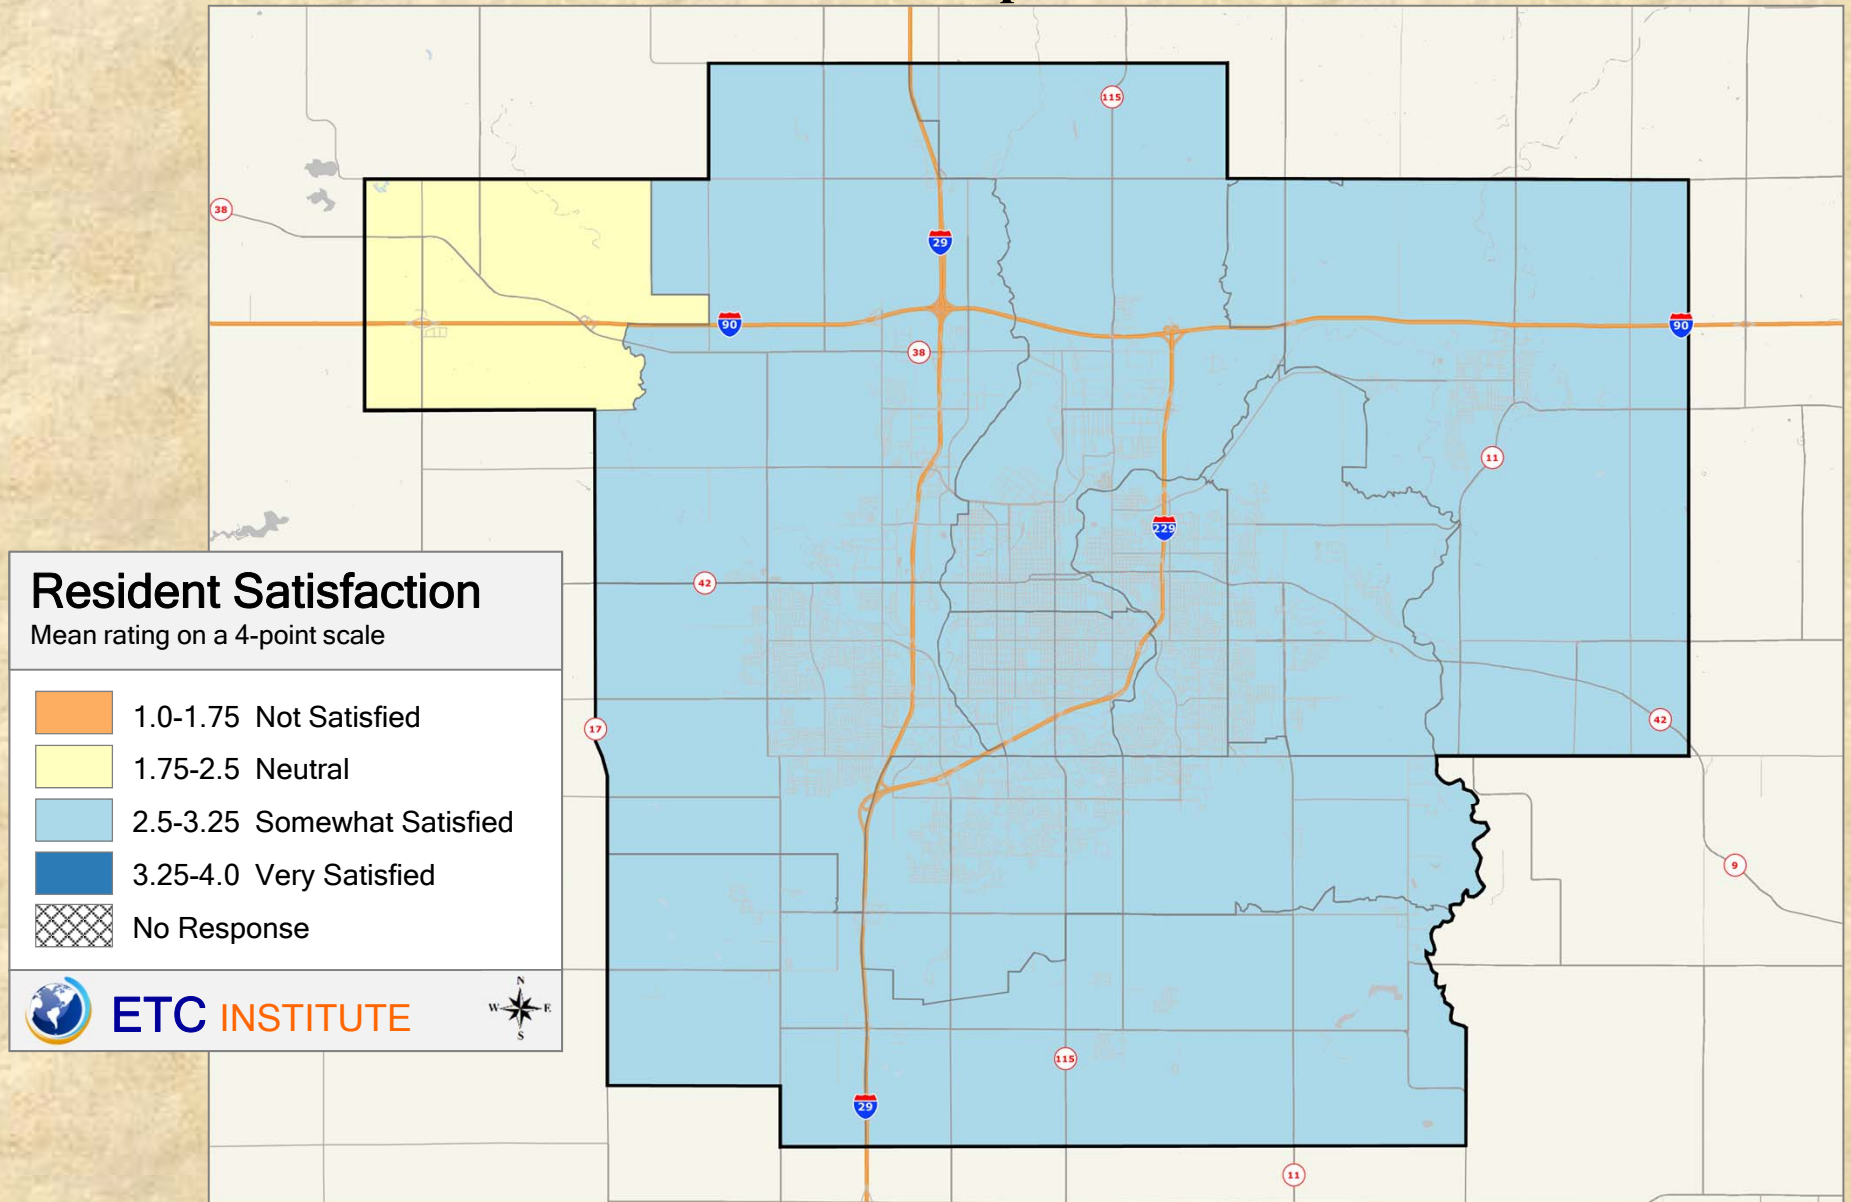 115
38
29
90
90
38
11
229
42
Resident Satisfaction
Mean rating on a 4-point scale
1.0-1.75 Not Satisfied
1.75-2.5 Neutral
2.5-3.25 Somewhat Satisfied
3.25-4.0 Very Satisfied
No Response
ETC INSTITUTE
N
W E
S
17
42
9
115
29
11